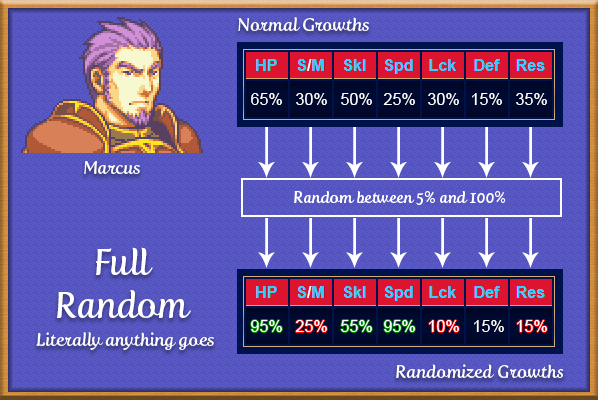 Normal Growths
HP S/M Skl Spd Lck Def Res
65% 30% 50% 25% 30% 15% 35%
Marcus
Random between 5% and 100%
Full
Random
Literally anything goes
HP S/M Skl Spd Lck Def Res
95% 25% 55% 95% 10% 15% 15%
Randomized Growths